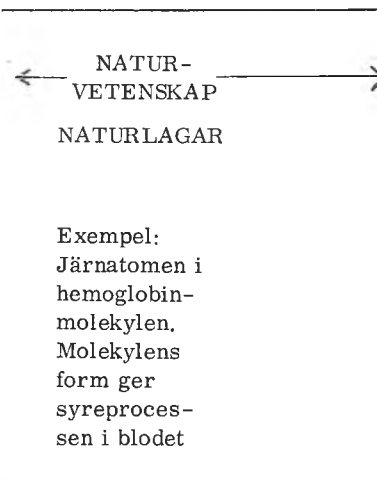 NATUR-
VETENSKAP
NATURLAGAR
Exempel:
Järnatomen i
hemoglobin-
molekylen.
Molekylens
form ger
syreproces-
sen i blodet